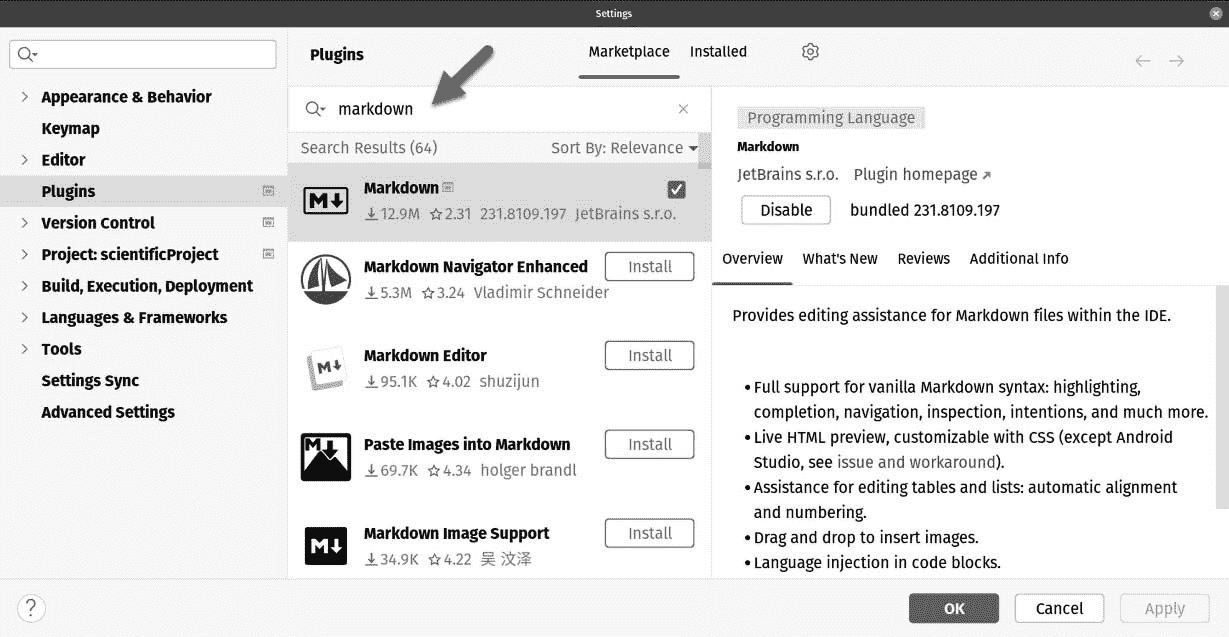 Settings
Appearance & Behavior
Keymap
Editor
Plugins
Version Control
Project: scientificProject
Build, Execution, Deployment
Languages & Frameworks
Tools
Settings Sync
Advanced Settings
Plugins
Marketplace
Installed
markdown
Search Results (64)
Sort By: Relevance
M
Markdown
12.9M 2.31 231.8109.197 JetBrains s.r.o.
Markdown Navigator Enhanced
Install
5.3M 3.24 Vladimir Schneider
M
Markdown Editor
Install
95.1K 4.02 shuzijun
M
Paste Images into Markdown
Install
69.7K 4.34 holger brandl
M
Markdown Image Support
Install
34.9K 4.22 吴 汶泽
Programming Language
Markdown
JetBrains s.r.o. Plugin homepage
Disable
bundled 231.8109.197
Overview
What's New
Reviews
Additional Info
Provides editing assistance for Markdown files within the IDE.
• Full support for vanilla Markdown syntax: highlighting,
completion, navigation, inspection, intentions, and much more.
• Live HTML preview, customizable with CSS (except Android
Studio, see issue and workaround).
• Assistance for editing tables and lists: automatic alignment
and numbering.
• Drag and drop to insert images.
• Language injection in code blocks.
?
OK
Cancel
Apply